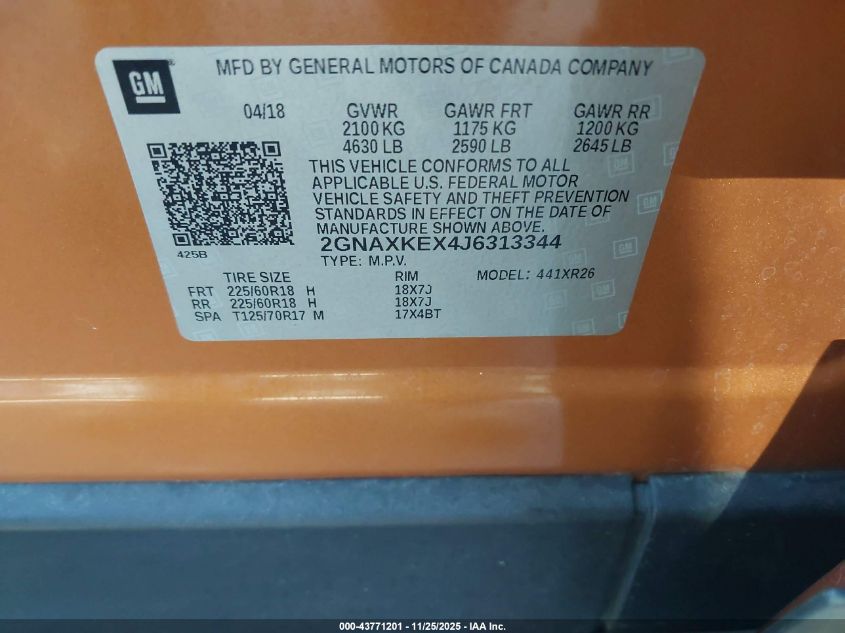 GM
MFD BY GENERAL MOTORS OF CANADA COMPANY
04/18 GVWR GAWR FRT GAWR RR
2100 KG 1175 KG 1200 KG
4630 LB 2590 LB 2645 LB
THIS VEHICLE CONFORMS TO ALL
APPLICABLE U.S. FEDERAL MOTOR
VEHICLE SAFETY AND THEFT PREVENTION
STANDARDS IN EFFECT ON THE DATE OF
MANUFACTURE SHOWN ABOVE.
425B
2GNAXKEX4J6313344
TYPE: M.P.V. MODEL: 441XR26
TIRE SIZE RIM
FRT 225/60R18 H 18X7J
RR 225/60R18 H 18X7J
SPA T125/70R17 M 17X4BT
000-43771201 - 11/25/2025 - IAA Inc.